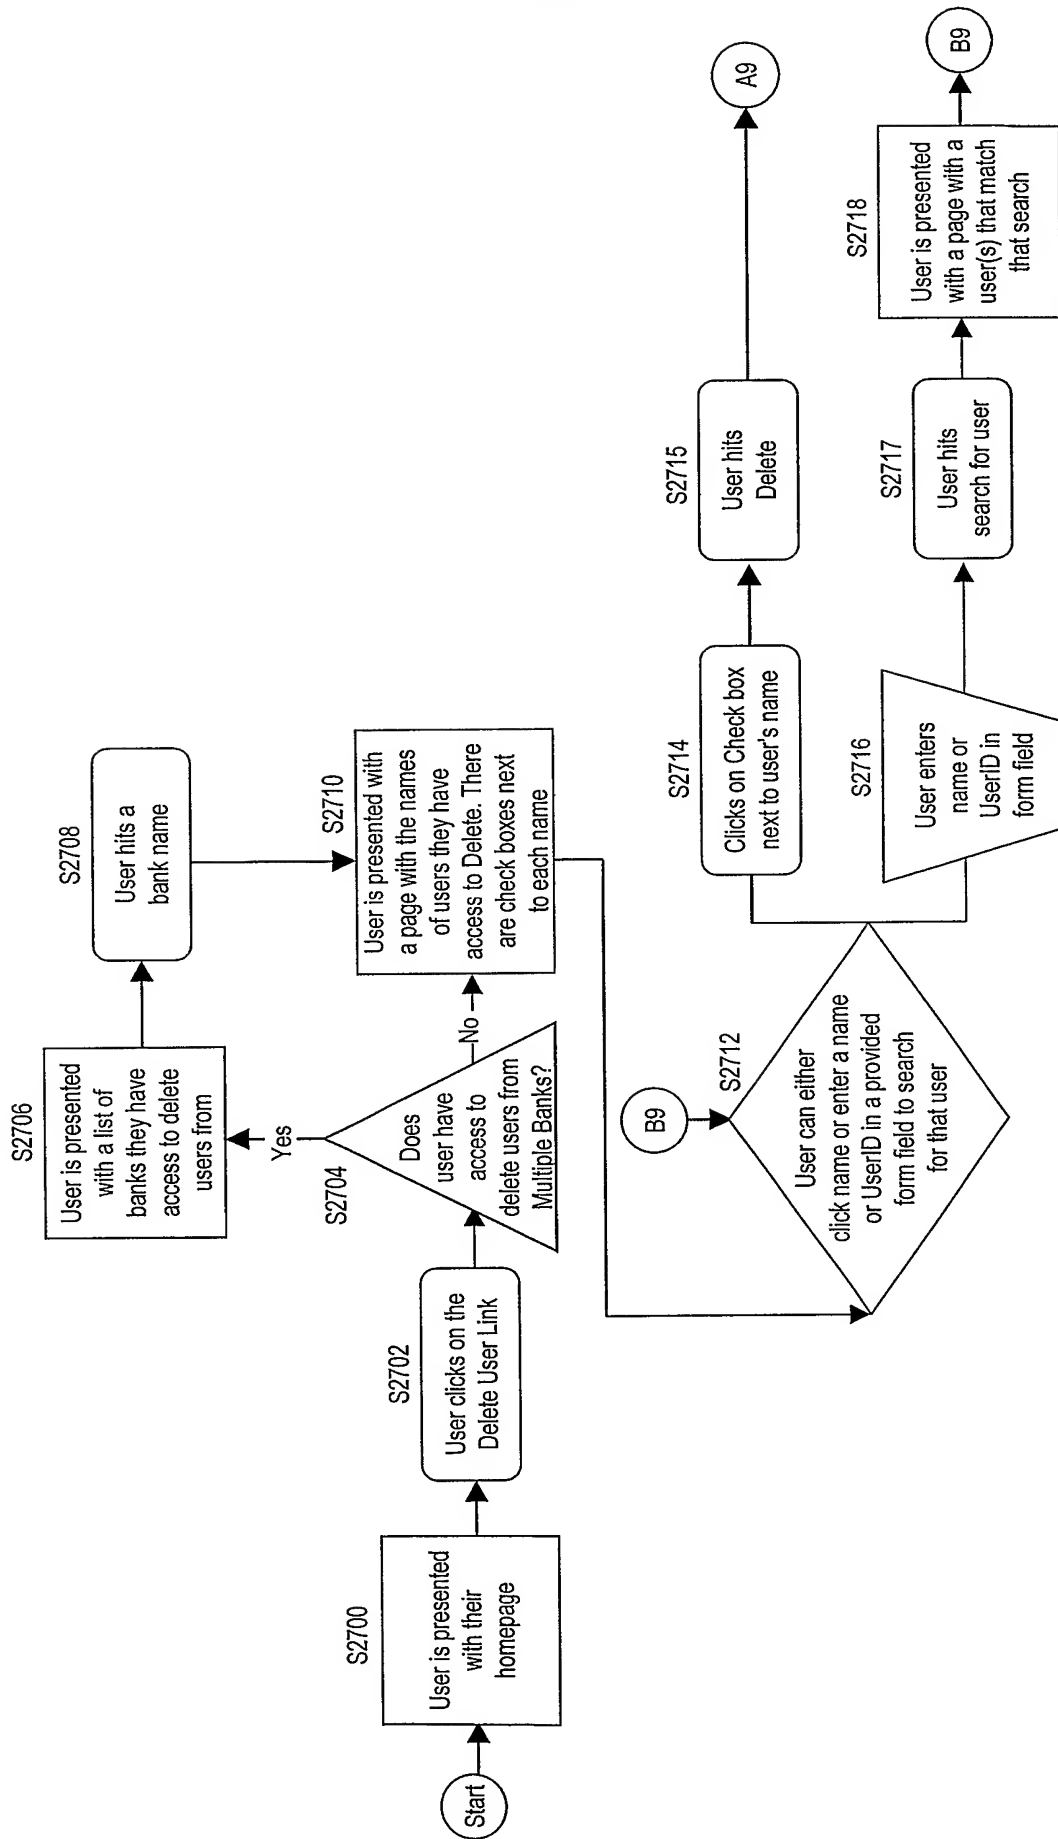 Start
S2700
User is presented
with their
homepage
S2702
User clicks on the
Delete User Link
S2704
Does
user have
access to
delete users from
Multiple Banks?
Yes
No
S2706
User is presented
with a list of
banks they have
access to delete
users from
S2708
User hits a
bank name
S2710
User is presented with
a page with the names
of users they have
access to Delete. There
are check boxes next
to each name
B9
S2712
User can either
click name or enter a name
or UserID in a provided
form field to search
for that user
S2714
Clicks on Check box
next to user's name
S2715
User hits
Delete
A9
S2716
User enters
name or
UserID in
form field
S2717
User hits
search for user
S2718
User is presented
with a page with a
user(s) that match
that search
B9